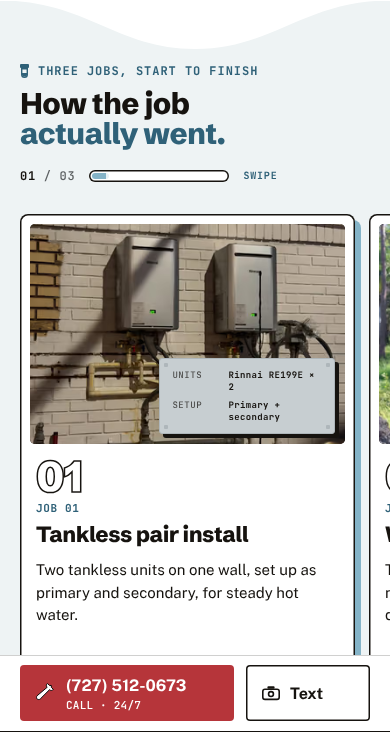 THREE JOBS, START TO FINISH
How the job
actually went.
01 / 03
SWIPE
UNITS Rinnai RE199E ×
2
SETUP Primary +
secondary
01
JOB 01
Tankless pair install
Two tankless units on one wall, set up as
primary and secondary, for steady hot
water.
(727) 512-0673
CALL · 24/7
Text